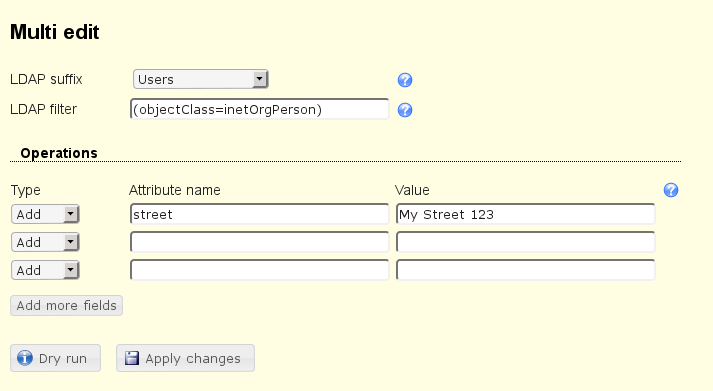 Multi edit
LDAP suffix Users ?
LDAP filter (objectClass=inetOrgPerson) ?
Operations
Type Attribute name Value ?
Add street My Street 123
Add
Add
Add more fields
Dry run Apply changes